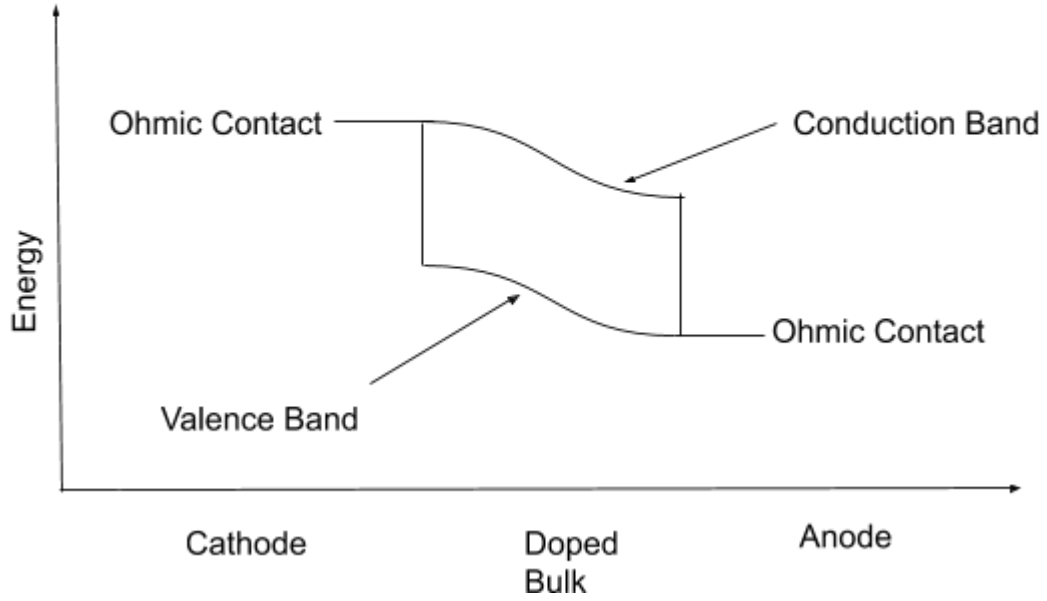 Ohmic Contact
Conduction Band
Energy
Ohmic Contact
Valence Band
Cathode
Doped
Bulk
Anode